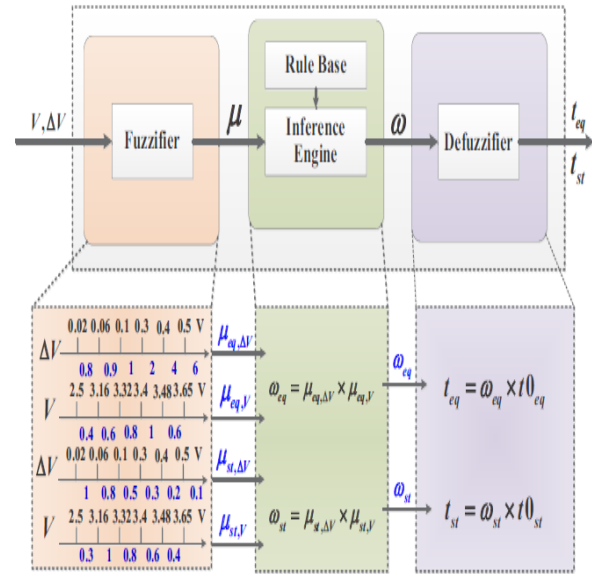 Rule Base
V, ΔV
Fuzzifier
μ
Inference
Engine
ω
Defuzzifier
t_eq
t_st
0.02 0.06 0.1 0.3 0.4 0.5 V
ΔV
0.8 0.9 1 2 4 6
μ_eq,ΔV
2.5 3.16 3.32 3.4 3.48 3.65 V
V
0.4 0.6 0.8 1 0.6
μ_eq,V
0.02 0.06 0.1 0.3 0.4 0.5 V
ΔV
1 0.8 0.5 0.3 0.2 0.1
μ_st,ΔV
2.5 3.16 3.32 3.4 3.48 3.65 V
V
0.3 1 0.8 0.6 0.4
μ_st,V
ω_eq = μ_eq,ΔV × μ_eq,V
ω_st = μ_st,ΔV × μ_st,V
ω_eq
ω_st
t_eq = ω_eq × t0_eq
t_st = ω_st × t0_st